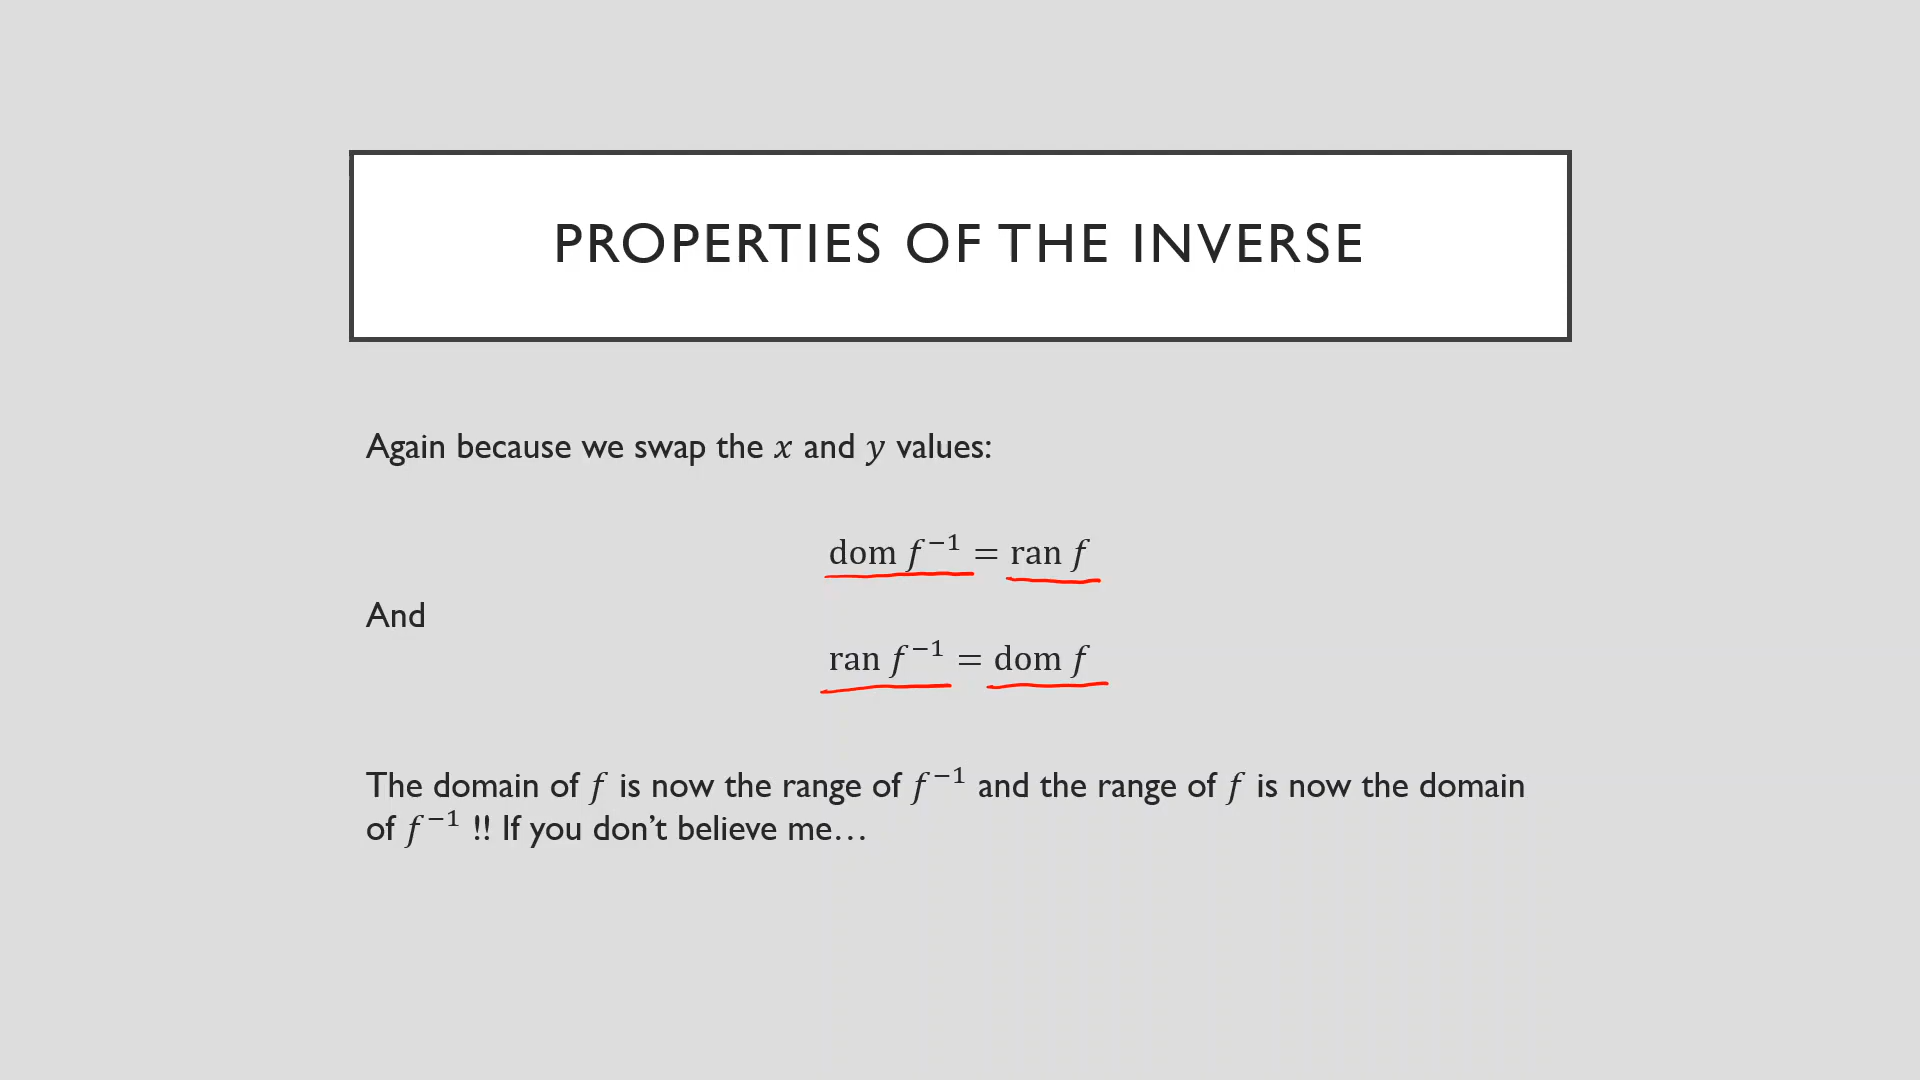 PROPERTIES OF THE INVERSE
Again because we swap the 𝑥 and 𝑦 values:
dom 𝑓⁻¹ = ran 𝑓
And
ran 𝑓⁻¹ = dom 𝑓
The domain of 𝑓 is now the range of 𝑓⁻¹ and the range of 𝑓 is now the domain
of 𝑓⁻¹ !! If you don’t believe me…